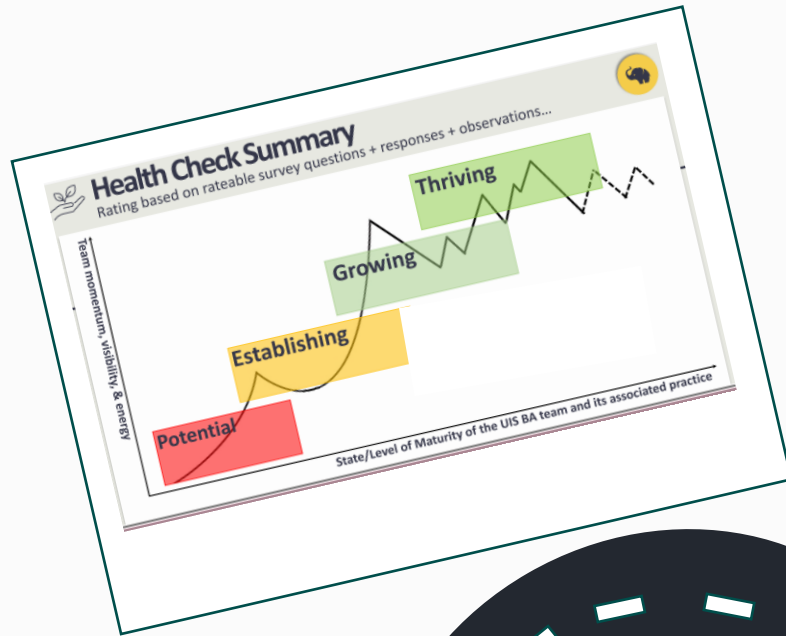 Health Check Summary
Rating based on rateable survey questions + responses + observations...
Team momentum, visibility, & energy
Thriving
Growing
Establishing
Potential
State/Level of Maturity of the UIS BA team and its associated practice